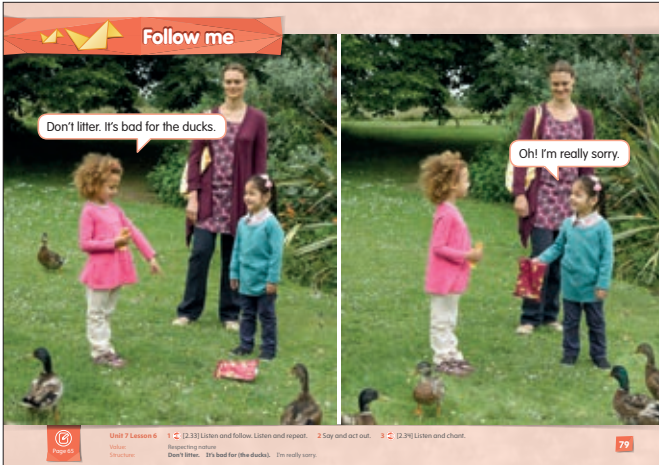 Follow me
Don't litter. It's bad for the ducks.
Oh! I'm really sorry.
Page 65
Unit 7 Lesson 6 1 [2.33] Listen and follow. Listen and repeat. 2 Say and act out. 3 [2.34] Listen and chant.
Value: Respecting nature
Structure: Don't litter. It's bad for (the ducks). I'm really sorry.
79